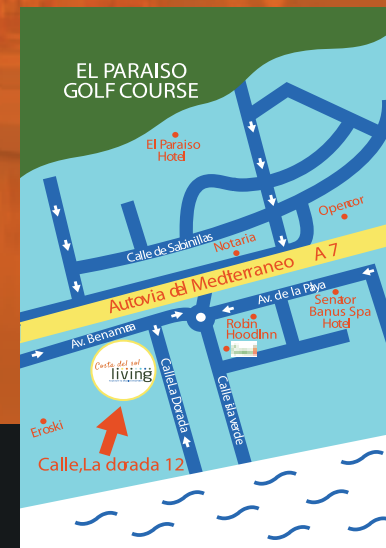 EL PARAISO
GOLF COURSE
El Paraiso
Hotel
Opencor
Notaria
Calle de Sabinillas
Autovia del Mediterraneo A 7
Av. de la Playa
Senator
Banus Spa
Hotel
Robin
HoodInn
Av. Benamea
Costa del sol
living
Calle,La Dorada
Calle isla verde
Eroski
Calle,La dorada 12